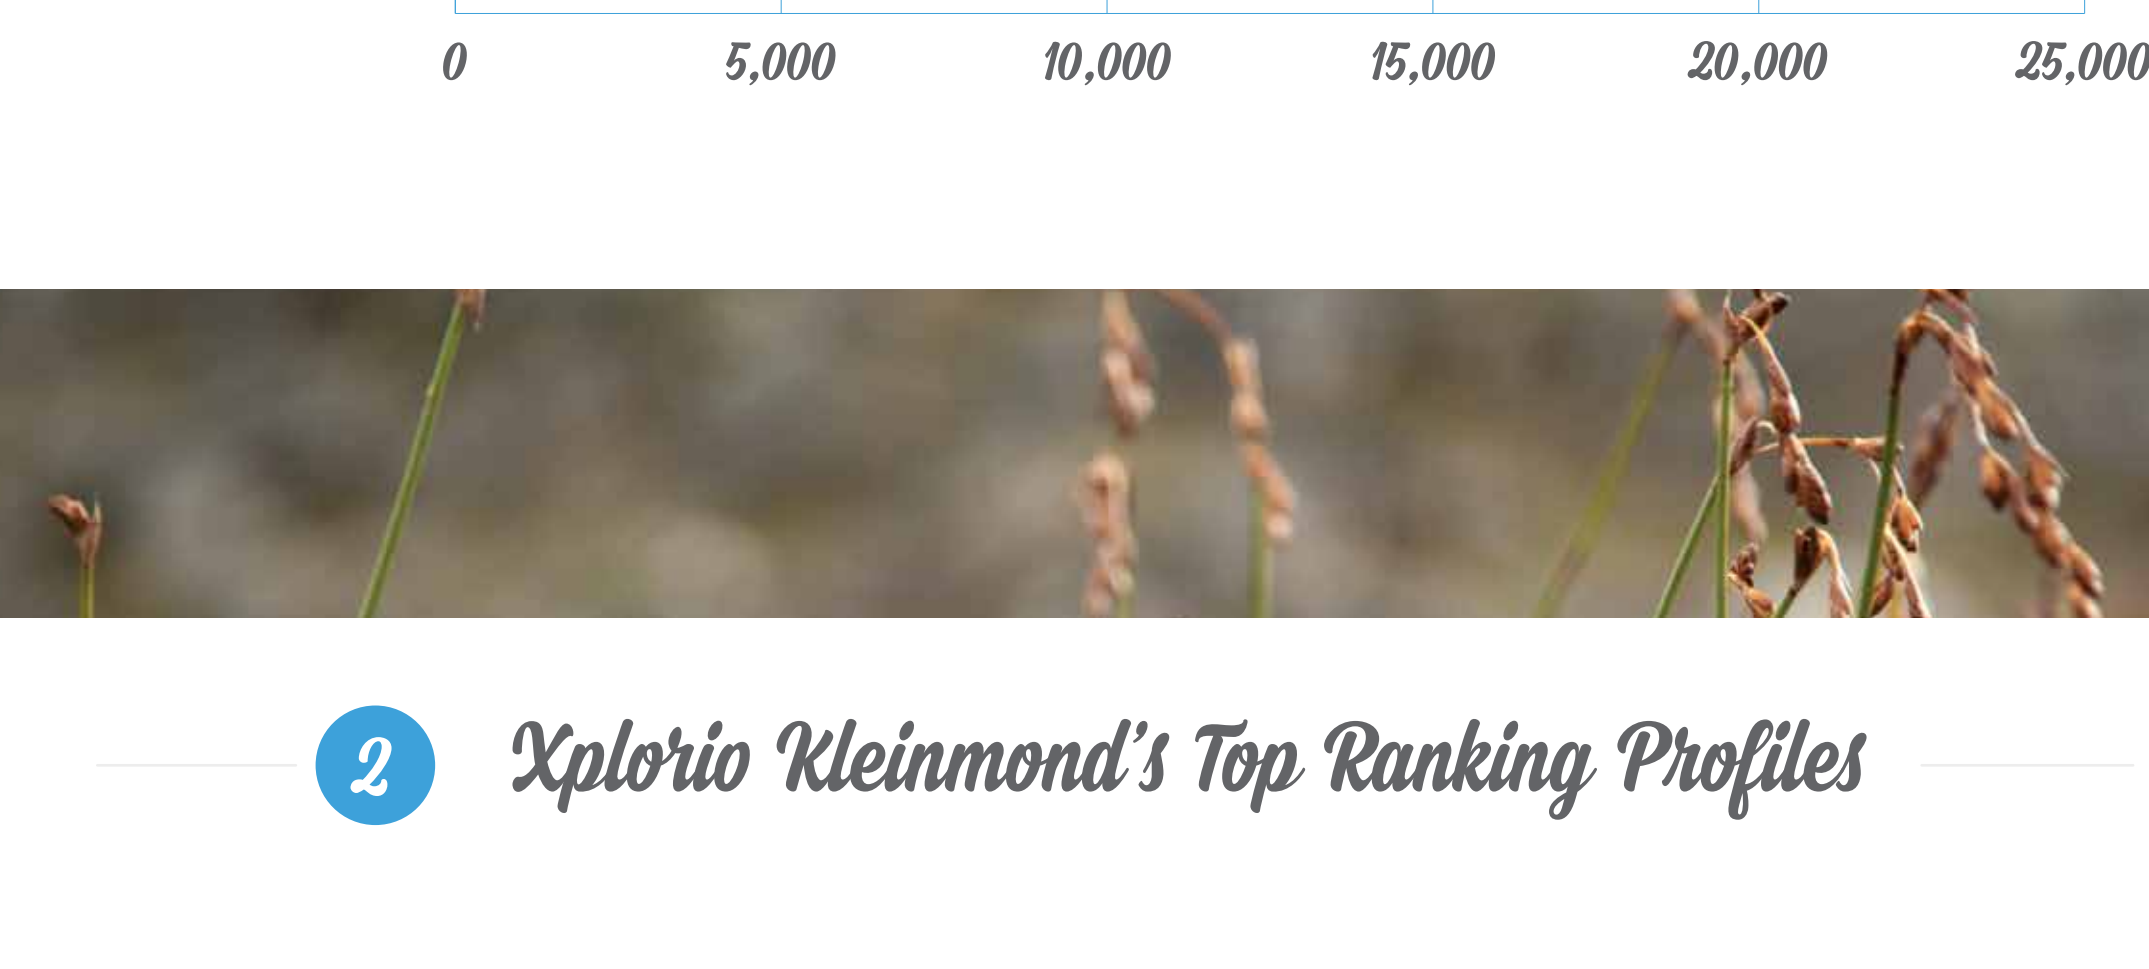 0 5,000 10,000 15,000 20,000 25,000
2 Xplorio Kleinmond’s Top Ranking Profiles